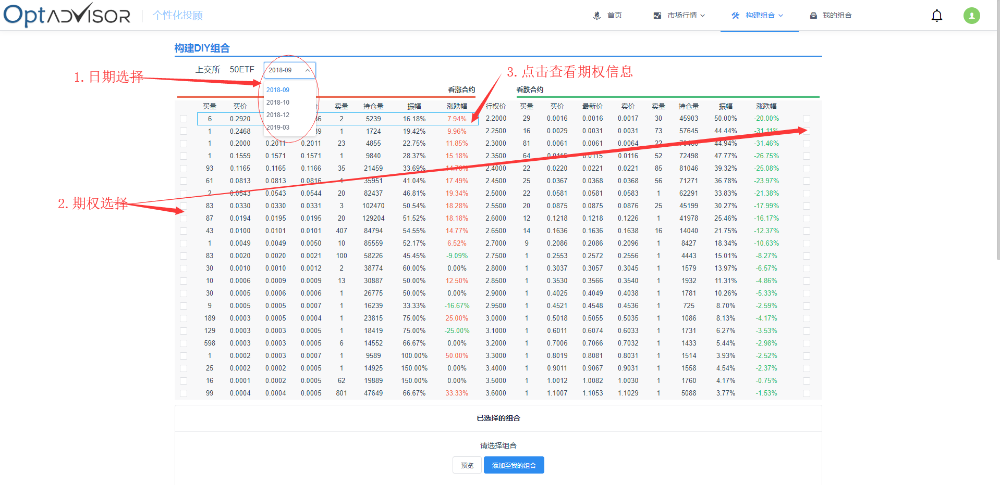 OptADVISOR 个性化投顾 首页 市场行情 构建组合 我的组合
构建DIY组合
上交所 50ETF 2018-09
1.日期选择
3.点击查看期权信息
2018-09
2018-10
2018-12
2019-03
看涨合约 看跌合约
买量 买价 价 卖量 持仓量 振幅 涨跌幅 行权价 买量 买价 最新价 卖价 卖量 持仓量 振幅 涨跌幅
6 0.2920 36 2 5239 16.18% 7.94% 2.2000 29 0.0016 0.0016 0.0017 30 45903 50.00% -20.00%
1 0.2468 39 1 1724 19.42% 9.96% 2.2500 16 0.0029 0.0031 0.0031 73 57645 44.44% -31.11%
1 0.2000 0.2011 0.2011 23 4855 22.75% 11.85% 2.3000 81 0.0061 0.0061 0.0064 22 44.94% -31.46%
1 0.1559 0.1571 0.1571 1 9840 28.37% 15.18% 2.3500 64 0.0115 0.0115 0.0116 52 72498 47.77% -26.75%
93 0.1165 0.1165 0.1166 35 21459 33.69% 2.4000 22 0.0220 0.0221 0.0221 85 81046 39.32% -25.08%
61 0.0813 0.0813 0.0816 1 35951 41.04% 17.49% 2.4500 25 0.0367 0.0368 0.0368 56 71271 36.78% -23.97%
2 0.0543 0.0543 0.0544 20 82437 46.81% 19.34% 2.5000 22 0.0581 0.0581 0.0583 1 62291 33.83% -21.38%
2.期权选择
83 0.0330 0.0330 0.0331 3 102470 50.54% 18.28% 2.5500 20 0.0875 0.0875 0.0876 25 45199 30.27% -17.99%
87 0.0194 0.0195 0.0195 20 129204 51.52% 18.18% 2.6000 12 0.1218 0.1218 0.1226 1 41978 25.46% -16.17%
43 0.0100 0.0101 0.0101 407 84794 54.55% 14.77% 2.6500 14 0.1636 0.1636 0.1638 16 14040 21.75% -12.37%
1 0.0049 0.0049 0.0050 10 85559 52.17% 6.52% 2.7000 9 0.2086 0.2086 0.2096 1 8427 18.34% -10.63%
83 0.0020 0.0020 0.0021 100 58226 45.45% -9.09% 2.7500 1 0.2553 0.2572 0.2556 1 4443 15.01% -8.27%
30 0.0010 0.0010 0.0012 2 38774 60.00% 0.00% 2.8000 1 0.3037 0.3057 0.3045 1 1579 13.97% -6.57%
10 0.0006 0.0009 0.0009 13 30887 50.00% 12.50% 2.8500 1 0.3530 0.3566 0.3540 1 1932 11.31% -4.86%
30 0.0005 0.0006 0.0006 1 26775 50.00% 0.00% 2.9000 1 0.4025 0.4049 0.4038 1 1781 10.26% -5.33%
9 0.0005 0.0005 0.0007 1 16239 33.33% -16.67% 2.9500 1 0.4521 0.4548 0.4536 1 725 8.70% -2.59%
189 0.0003 0.0005 0.0004 1 23815 75.00% 25.00% 3.0000 1 0.5018 0.5055 0.5035 1 1086 8.13% -4.17%
129 0.0003 0.0003 0.0005 1 18419 75.00% -25.00% 3.1000 1 0.6011 0.6074 0.6033 1 1731 6.27% -3.53%
598 0.0003 0.0003 0.0005 6 14552 66.67% 0.00% 3.2000 1 0.7006 0.7066 0.7032 1 1433 5.44% -2.98%
1 0.0002 0.0003 0.0007 1 9589 100.00% 50.00% 3.3000 1 0.8019 0.8081 0.8031 1 1514 3.93% -2.52%
25 0.0002 0.0002 0.0005 1 14925 150.00% 0.00% 3.4000 1 0.9011 0.9067 0.9031 1 1558 4.54% -2.37%
16 0.0001 0.0002 0.0005 62 19889 150.00% 0.00% 3.5000 1 1.0012 1.0082 1.0030 1 1760 4.17% -0.75%
99 0.0004 0.0004 0.0005 801 47649 66.67% 33.33% 3.6000 1 1.1007 1.1053 1.1029 1 5088 3.77% -1.53%
已选择的组合
请选择组合
预览 添加至我的组合